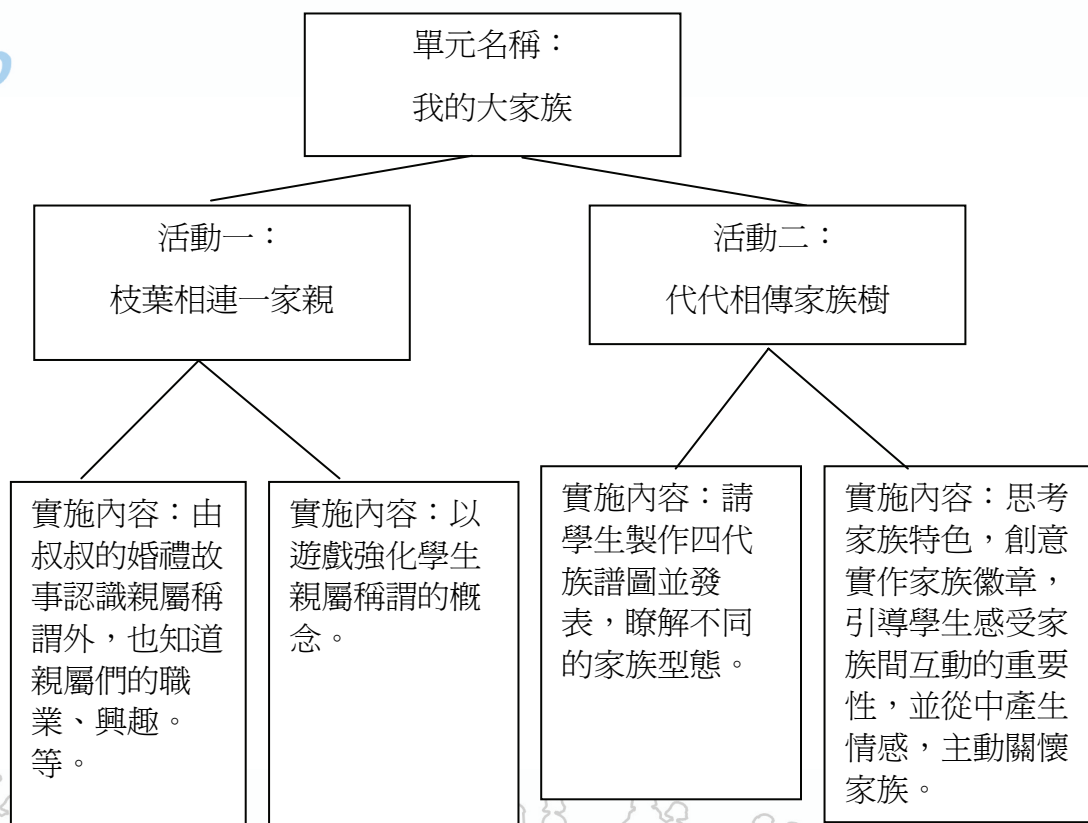 單元名稱：
我的大家族
活動一：
枝葉相連一家親
活動二：
代代相傳家族樹
實施內容：由
叔叔的婚禮故
事認識親屬稱
謂外，也知道
親屬們的職
業、興趣。
等。
實施內容：以
遊戲強化學生
親屬稱謂的概
念。
實施內容：請
學生製作四代
族譜圖並發
表，瞭解不同
的家族型態。
實施內容：思考
家族特色，創意
實作家族徽章，
引導學生感受家
族間互動的重要
性，並從中產生
情感，主動關懷
家族。